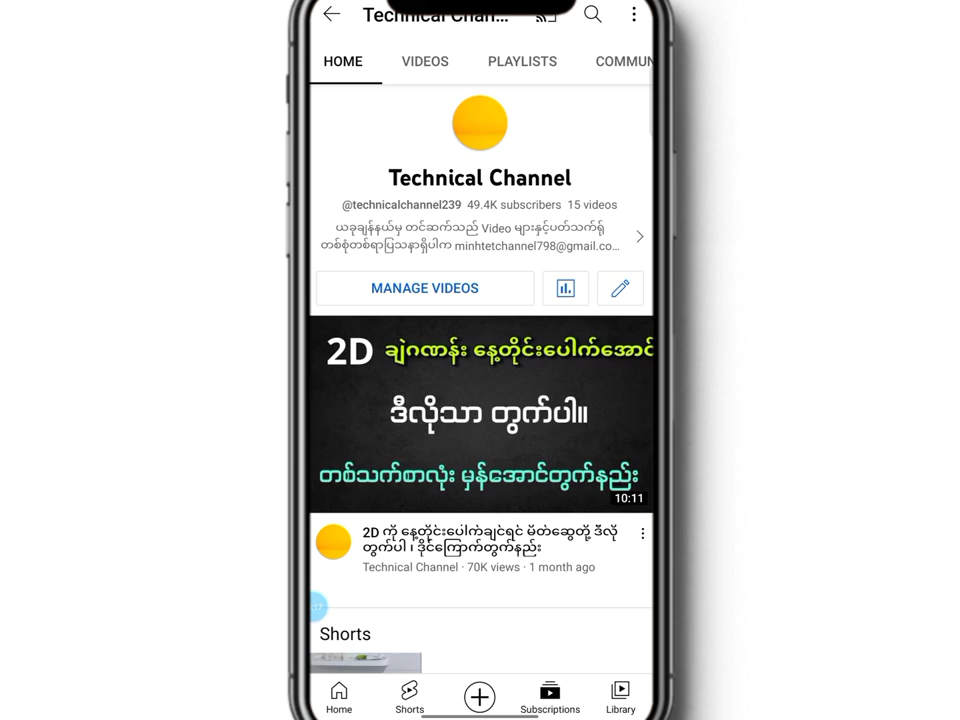 Technical Chan...
HOME VIDEOS PLAYLISTS COMMUN
Technical Channel
@technicalchannel239 49.4K subscribers 15 videos
ယခုချန်နယ်မှ တင်ဆက်သည် Video များနှင့်ပတ်သက်၍
တစ်စုံတစ်ရာပြသနာရှိပါက minhtetchannel798@gmail.co...
MANAGE VIDEOS
2D ချဲဂဏန်း နေ့တိုင်းပေါက်အောင်
ဒီလိုသာ တွက်ပါ။
တစ်သက်စာလုံး မှန်အောင်တွက်နည်း
10:11
2D ကို နေ့တိုင်းပေါက်ချင်ရင် မိတ်ဆွေတို့ ဒီလို
တွက်ပါ ၊ ဒိုင်ကြောက်တွက်နည်း
Technical Channel · 70K views · 1 month ago
Shorts
Home Shorts Subscriptions Library